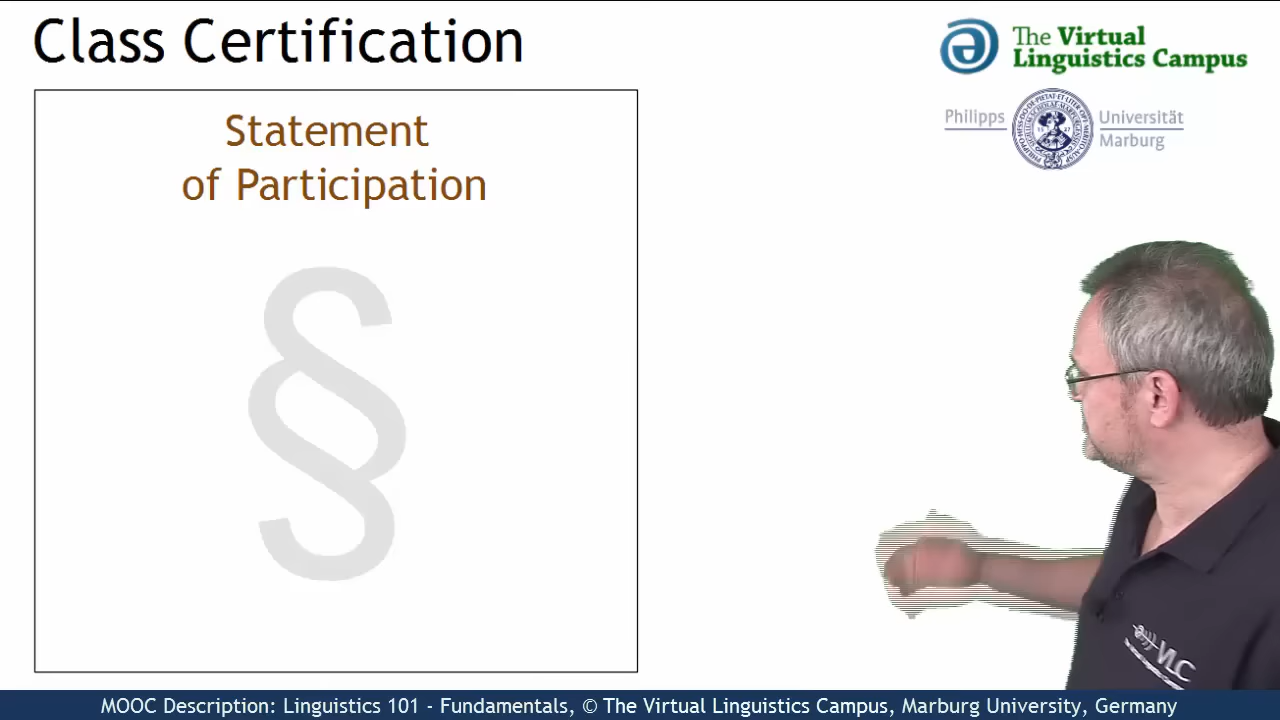 Class Certification
The Virtual
Linguistics Campus
Philipps Universität
Marburg
Statement
of Participation
§
VLC
MOOC Description: Linguistics 101 - Fundamentals, © The Virtual Linguistics Campus, Marburg University, Germany